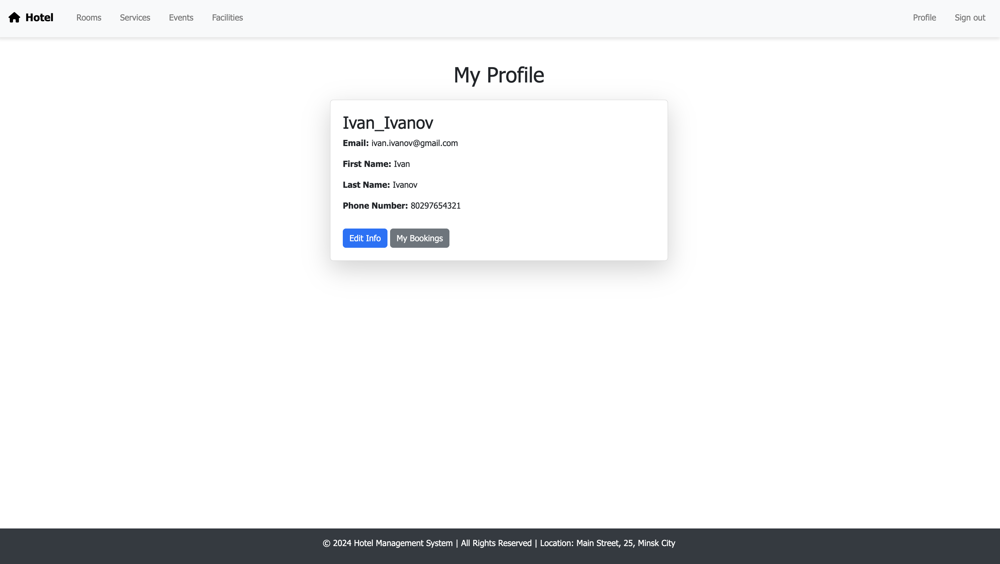 Hotel Rooms Services Events Facilities Profile Sign out
My Profile
Ivan_Ivanov
Email: ivan.ivanov@gmail.com
First Name: Ivan
Last Name: Ivanov
Phone Number: 80297654321
Edit Info My Bookings
© 2024 Hotel Management System | All Rights Reserved | Location: Main Street, 25, Minsk City